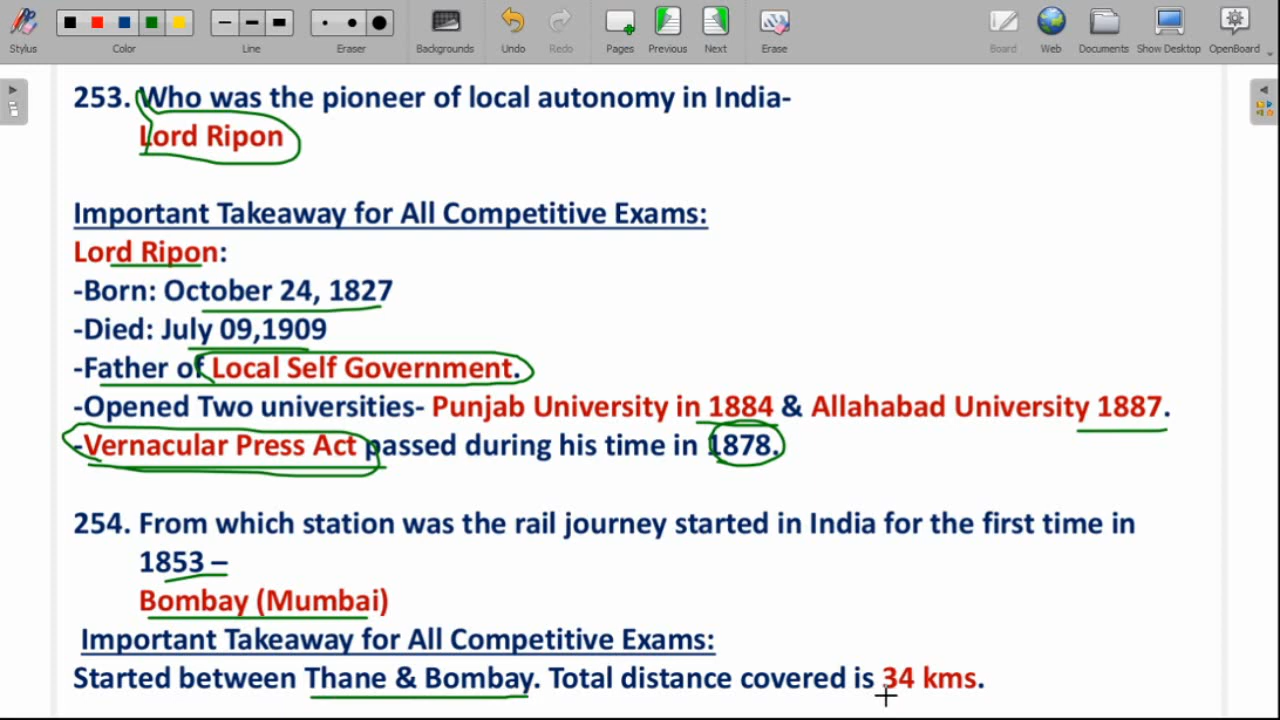 Stylus Color Line Eraser Backgrounds Undo Redo Pages Previous Next Erase Board Web Documents Show Desktop OpenBoard
253. Who was the pioneer of local autonomy in India-
Lord Ripon
Important Takeaway for All Competitive Exams:
Lord Ripon:
-Born: October 24, 1827
-Died: July 09,1909
-Father of Local Self Government.
-Opened Two universities- Punjab University in 1884 & Allahabad University 1887.
-Vernacular Press Act passed during his time in 1878.
254. From which station was the rail journey started in India for the first time in
1853 –
Bombay (Mumbai)
Important Takeaway for All Competitive Exams:
Started between Thane & Bombay. Total distance covered is 34 kms.